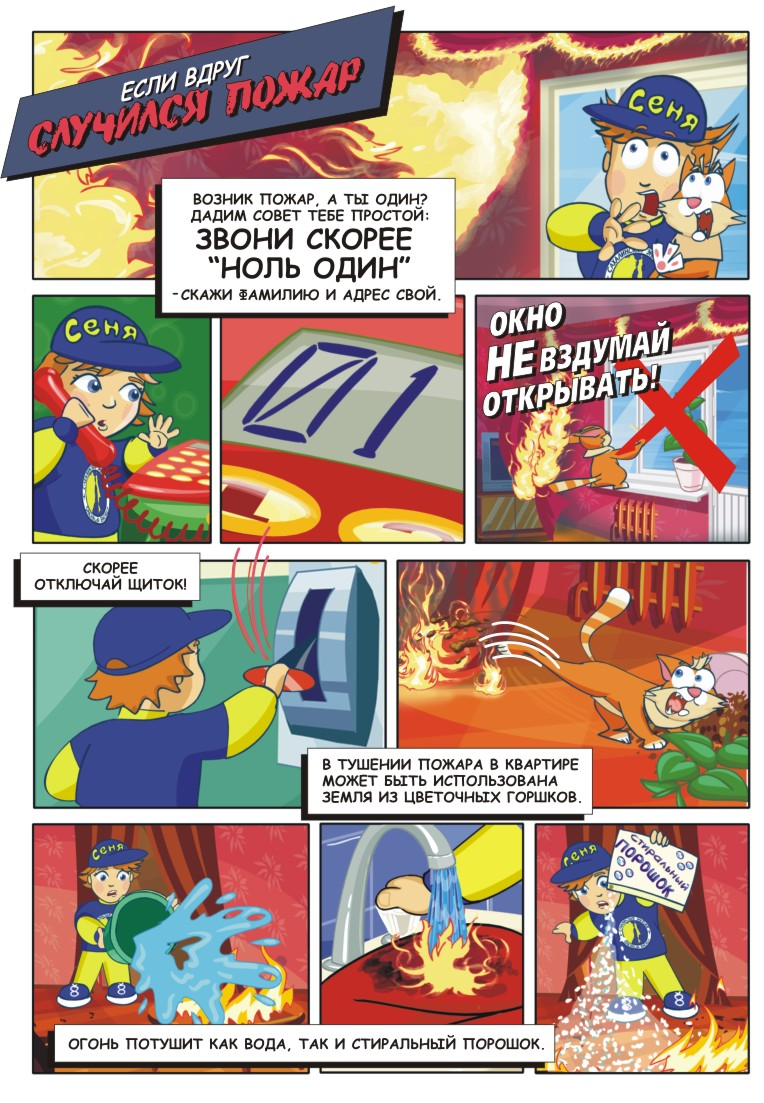 ЕСЛИ ВДРУГ
СЛУЧИЛСЯ ПОЖАР
Сеня
ВОЗНИК ПОЖАР, А ТЫ ОДИН?
ДАДИМ СОВЕТ ТЕБЕ ПРОСТОЙ:
ЗВОНИ СКОРЕЕ
“НОЛЬ ОДИН”
- СКАЖИ ФАМИЛИЮ И АДРЕС СВОЙ.
Сеня
01
ОКНО
НЕ ВЗДУМАЙ
ОТКРЫВАТЬ!
СКОРЕЕ
ОТКЛЮЧАЙ ЩИТОК!
В ТУШЕНИИ ПОЖАРА В КВАРТИРЕ
МОЖЕТ БЫТЬ ИСПОЛЬЗОВАНА
ЗЕМЛЯ ИЗ ЦВЕТОЧНЫХ ГОРШКОВ.
Сеня
Сеня
СТИРАЛЬНЫЙ
ПОРОШОК
ОГОНЬ ПОТУШИТ КАК ВОДА, ТАК И СТИРАЛЬНЫЙ ПОРОШОК.